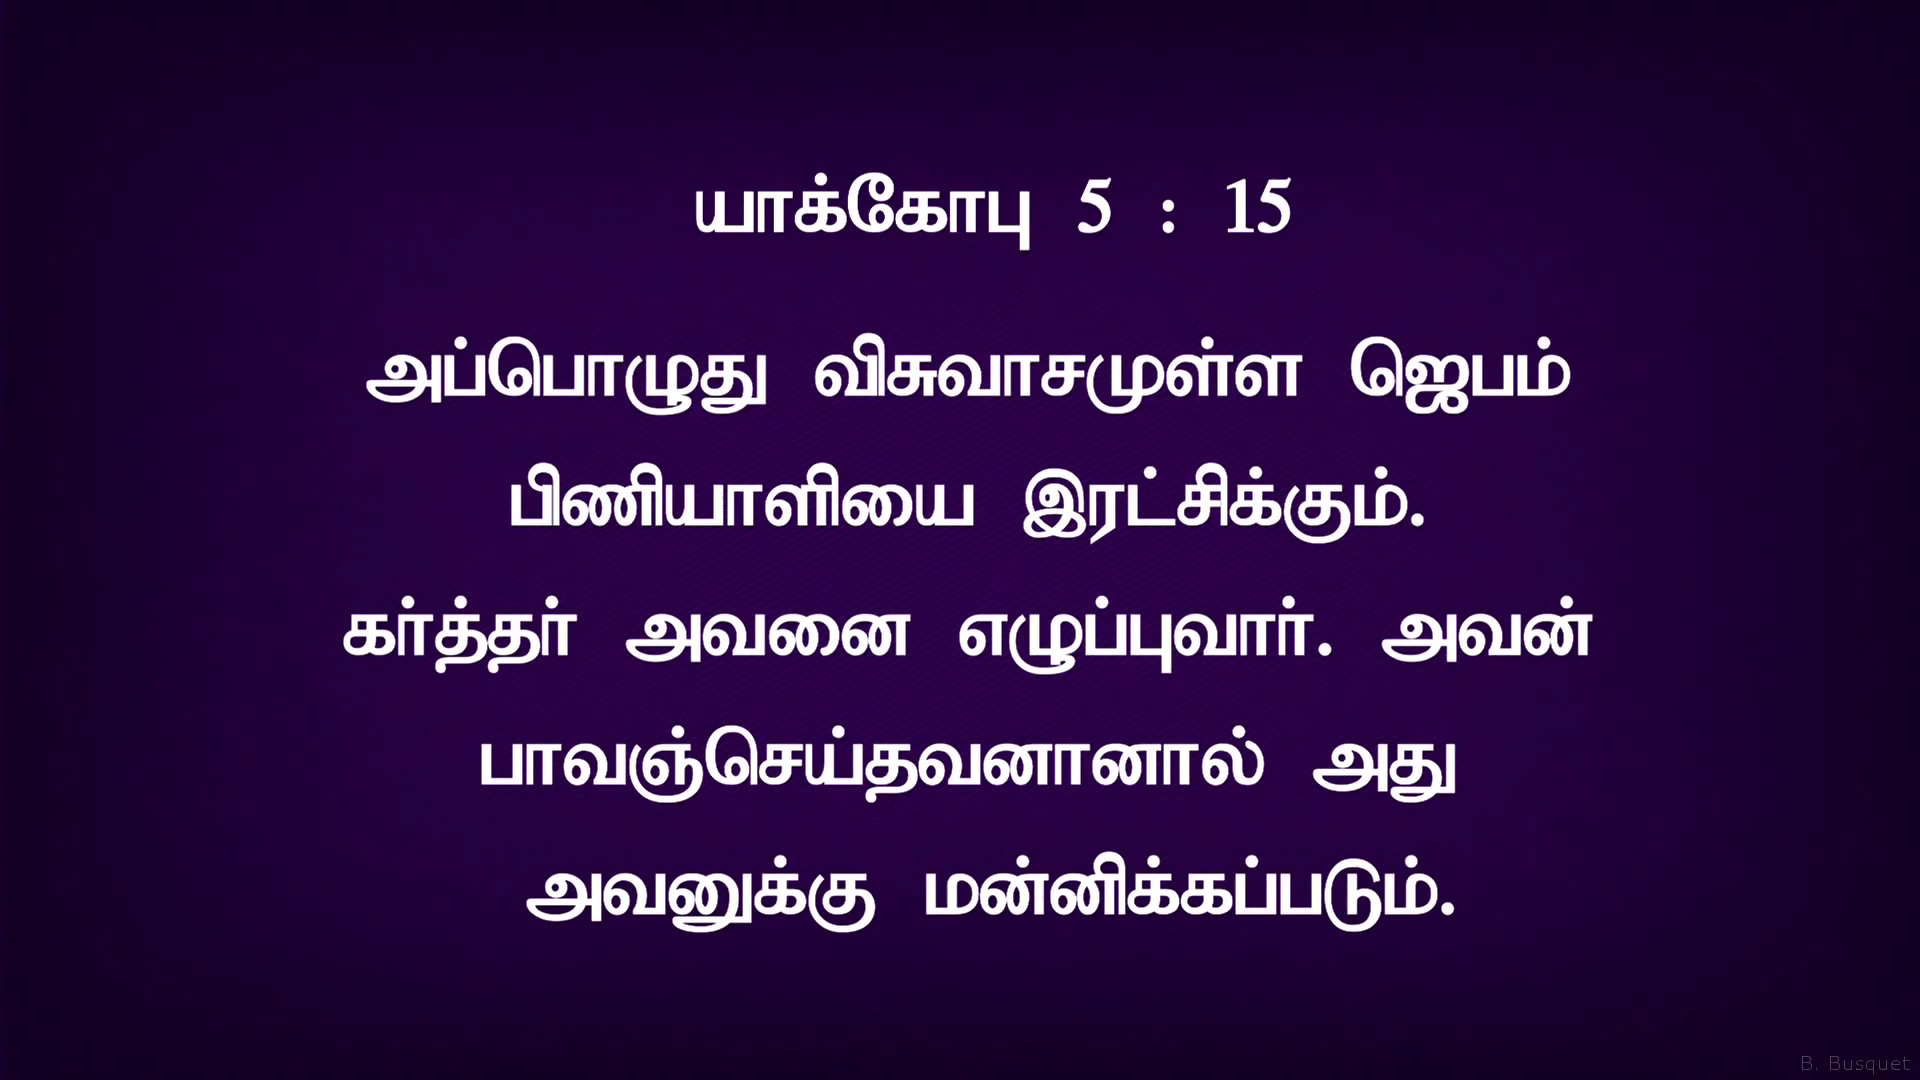 யாக்கோபு 5 : 15
அப்பொழுது விசுவாசமுள்ள ஜெபம்
பிணியாளியை இரட்சிக்கும்.
கர்த்தர் அவனை எழுப்புவார். அவன்
பாவஞ்செய்தவனானால் அது
அவனுக்கு மன்னிக்கப்படும்.
B. Busquet